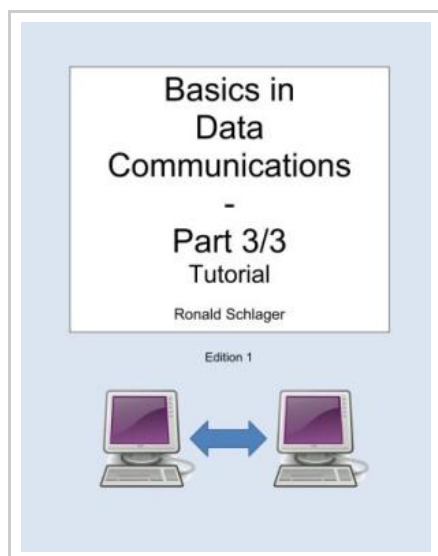 Basics in
Data
Communications
-
Part 3/3
Tutorial
Ronald Schlager
Edition 1